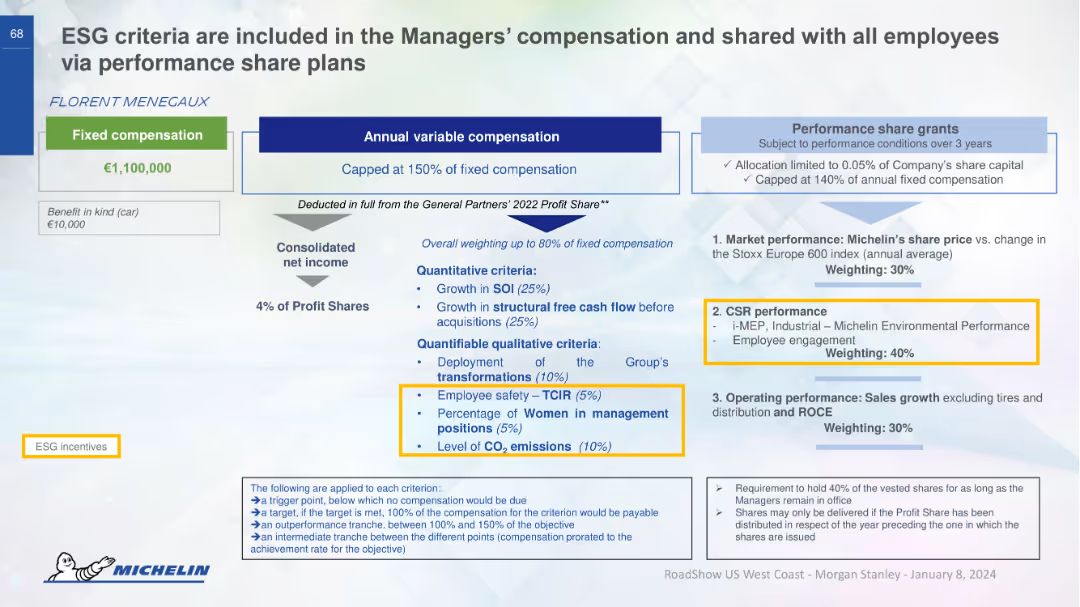 68
ESG criteria are included in the Managers’ compensation and shared with all employees
via performance share plans
FLORENT MENEGAUX
Fixed compensation
€1,100,000
Benefit in kind (car)
€10,000
Annual variable compensation
Capped at 150% of fixed compensation
Deducted in full from the General Partners’ 2022 Profit Share**
Consolidated
net income
4% of Profit Shares
Overall weighting up to 80% of fixed compensation
Quantitative criteria:
• Growth in SOI (25%)
• Growth in structural free cash flow before
acquisitions (25%)
Quantifiable qualitative criteria:
• Deployment of the Group’s
transformations (10%)
• Employee safety – TCIR (5%)
• Percentage of Women in management
positions (5%)
• Level of CO2 emissions (10%)
Performance share grants
Subject to performance conditions over 3 years
✓ Allocation limited to 0.05% of Company’s share capital
✓ Capped at 140% of annual fixed compensation
1. Market performance: Michelin’s share price vs. change in
the Stoxx Europe 600 index (annual average)
Weighting: 30%
2. CSR performance
- i-MEP, Industrial – Michelin Environmental Performance
- Employee engagement
Weighting: 40%
3. Operating performance: Sales growth excluding tires and
distribution and ROCE
Weighting: 30%
ESG incentives
The following are applied to each criterion:
➔a trigger point, below which no compensation would be due
➔a target, if the target is met, 100% of the compensation for the criterion would be payable
➔an outperformance tranche, between 100% and 150% of the objective
➔an intermediate tranche between the different points (compensation prorated to the
achievement rate for the objective)
➢ Requirement to hold 40% of the vested shares for as long as the
Managers remain in office
➢ Shares may only be delivered if the Profit Share has been
distributed in respect of the year preceding the one in which the
shares are issued
MICHELIN
RoadShow US West Coast - Morgan Stanley - January 8, 2024